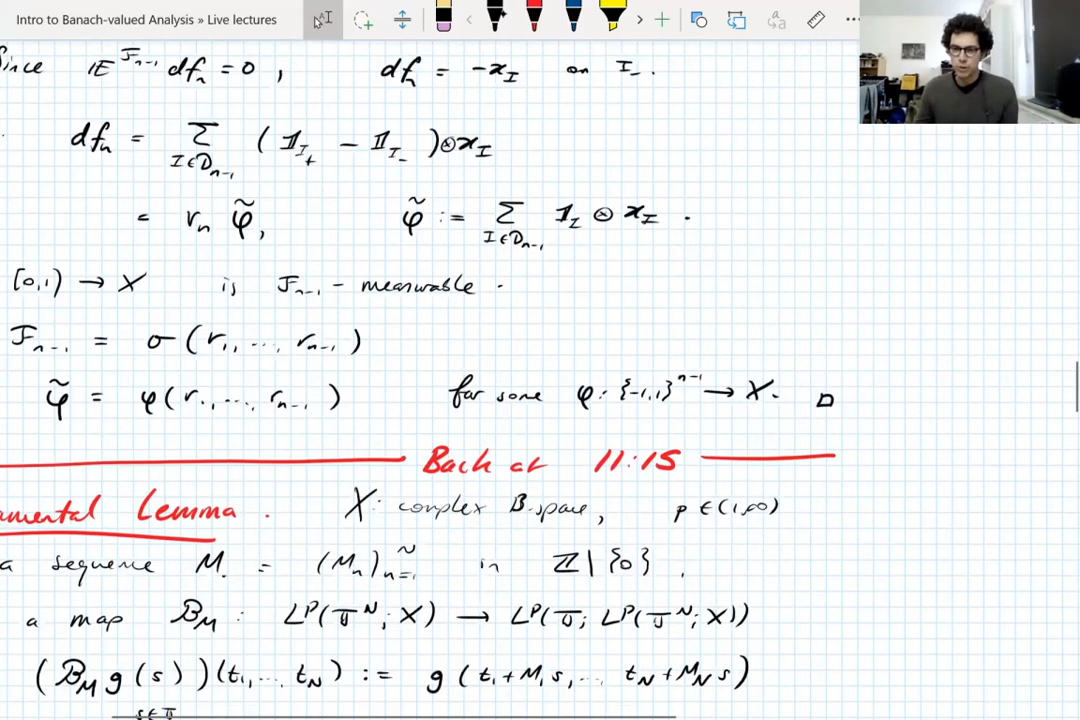 Intro to Banach-valued Analysis » Live lectures
Since 𝔼^{ℱ_{n-1}} df_n = 0 , df_n = -x_I on I_- .
df_n = Σ_{I∈D_{n-1}} ( 𝟙_{I_+} - 𝟙_{I_-} ) ⊗ x_I
= r_n φ̃ , φ̃ := Σ_{I∈D_{n-1}} 𝟙_I ⊗ x_I .
[0,1) → X is ℱ_{n-1} - measurable .
ℱ_{n-1} = σ ( r_1, ..., r_{n-1} )
φ̃ = φ( r_1, ..., r_{n-1} ) for some φ : {-1,1}^{n-1} → X. □
Back at 11:15
amental Lemma . X: complex B-space, p ∈ (1,∞)
a sequence M. = (M_n)_{n=1}^N in ℤ \ {0} ,
a map ℬ_M : L^p(𝕋^N; X) → L^p(𝕋; L^p(𝕋^N; X))
(ℬ_M g(s))(t_1, ... t_N) := g ( t_1 + M_1 s, ... t_N + M_N s )
s ∈ 𝕋